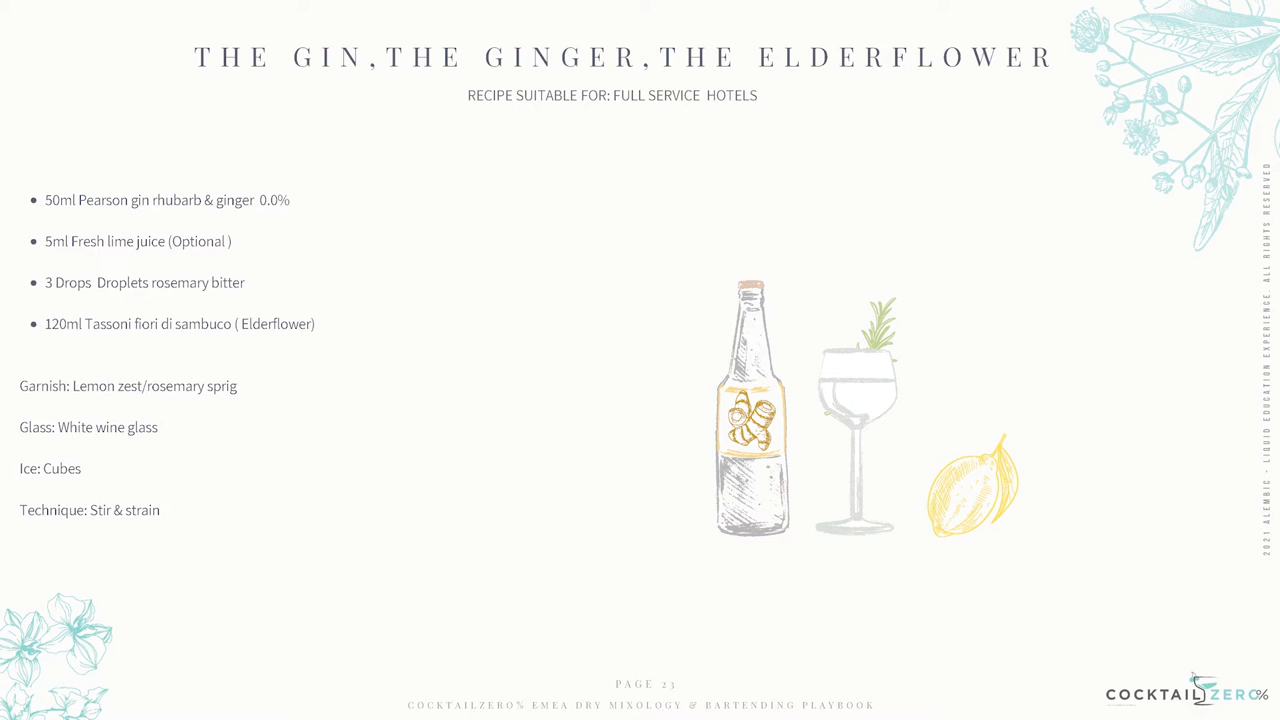 THE GIN,THE GINGER,THE ELDERFLOWER
RECIPE SUITABLE FOR: FULL SERVICE HOTELS
50ml Pearson gin rhubarb & ginger 0.0%
5ml Fresh lime juice (Optional )
3 Drops Droplets rosemary bitter
120ml Tassoni fiori di sambuco ( Elderflower)
Garnish: Lemon zest/rosemary sprig
Glass: White wine glass
Ice: Cubes
Technique: Stir & strain
2021 ALEMBIC - LIQUID EDUCATION EXPERIENCE. ALL RIGHTS RESERVED
PAGE 23
COCKTAILZERO% EMEA DRY MIXOLOGY & BARTENDING PLAYBOOK
COCKTAIL ZERO%